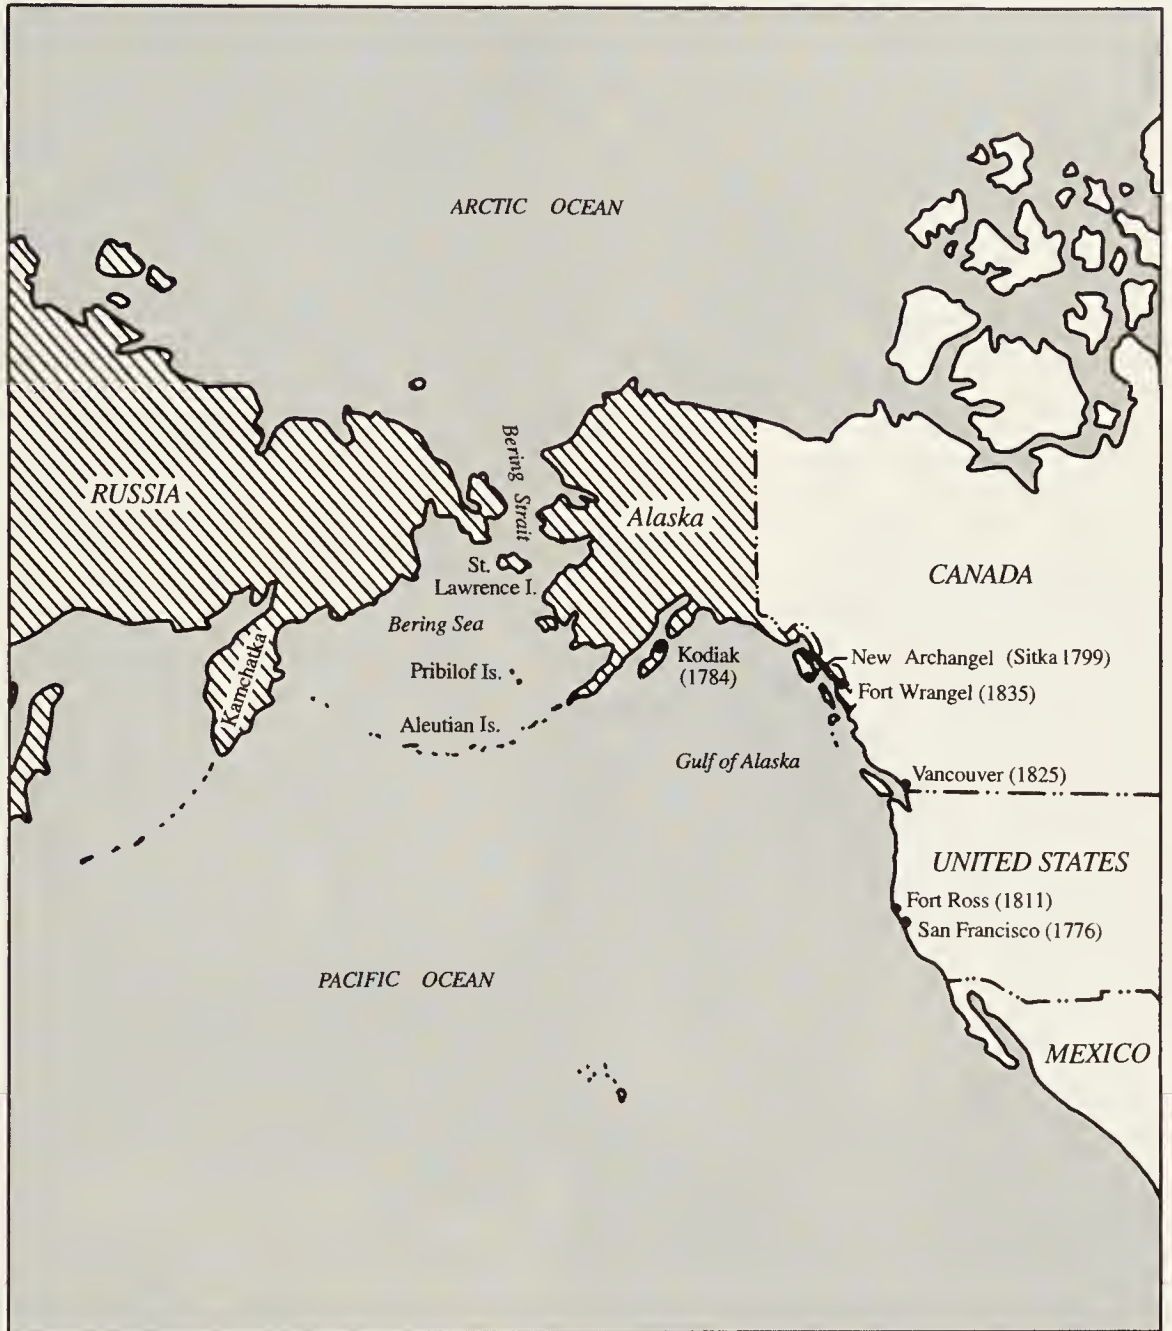 ARCTIC OCEAN
Bering Strait
RUSSIA
Alaska
St.
Lawrence I.
CANADA
Bering Sea
Kamchatka
Kodiak
(1784)
New Archangel (Sitka 1799)
Pribilof Is.
Fort Wrangel (1835)
Aleutian Is.
Gulf of Alaska
Vancouver (1825)
UNITED STATES
Fort Ross (1811)
San Francisco (1776)
PACIFIC OCEAN
MEXICO